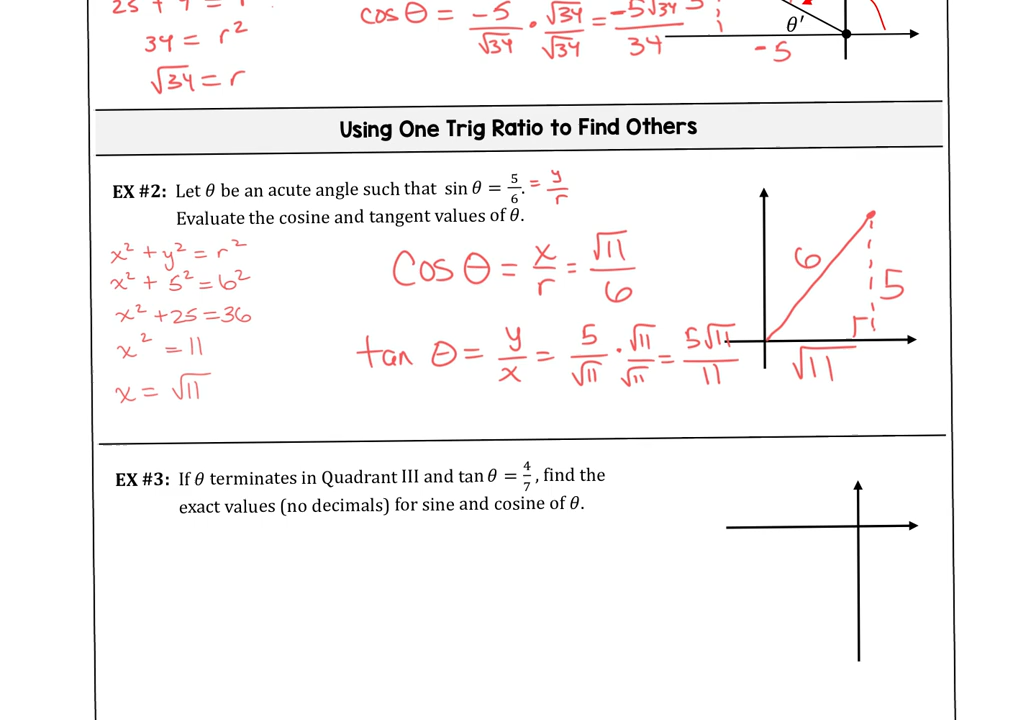 34 = r²
√34 = r
cos θ = -5/√34 · √34/√34 = -5√34/34
θ′
-5
Using One Trig Ratio to Find Others
EX #2: Let θ be an acute angle such that sin θ = 5/6. = y/r
Evaluate the cosine and tangent values of θ.
x² + y² = r²
x² + 5² = 6²
x² + 25 = 36
x² = 11
x = √11
cos θ = x/r = √11/6
tan θ = y/x = 5/√11 · √11/√11 = 5√11/11
6
5
√11
EX #3: If θ terminates in Quadrant III and tan θ = 4/7, find the
exact values (no decimals) for sine and cosine of θ.